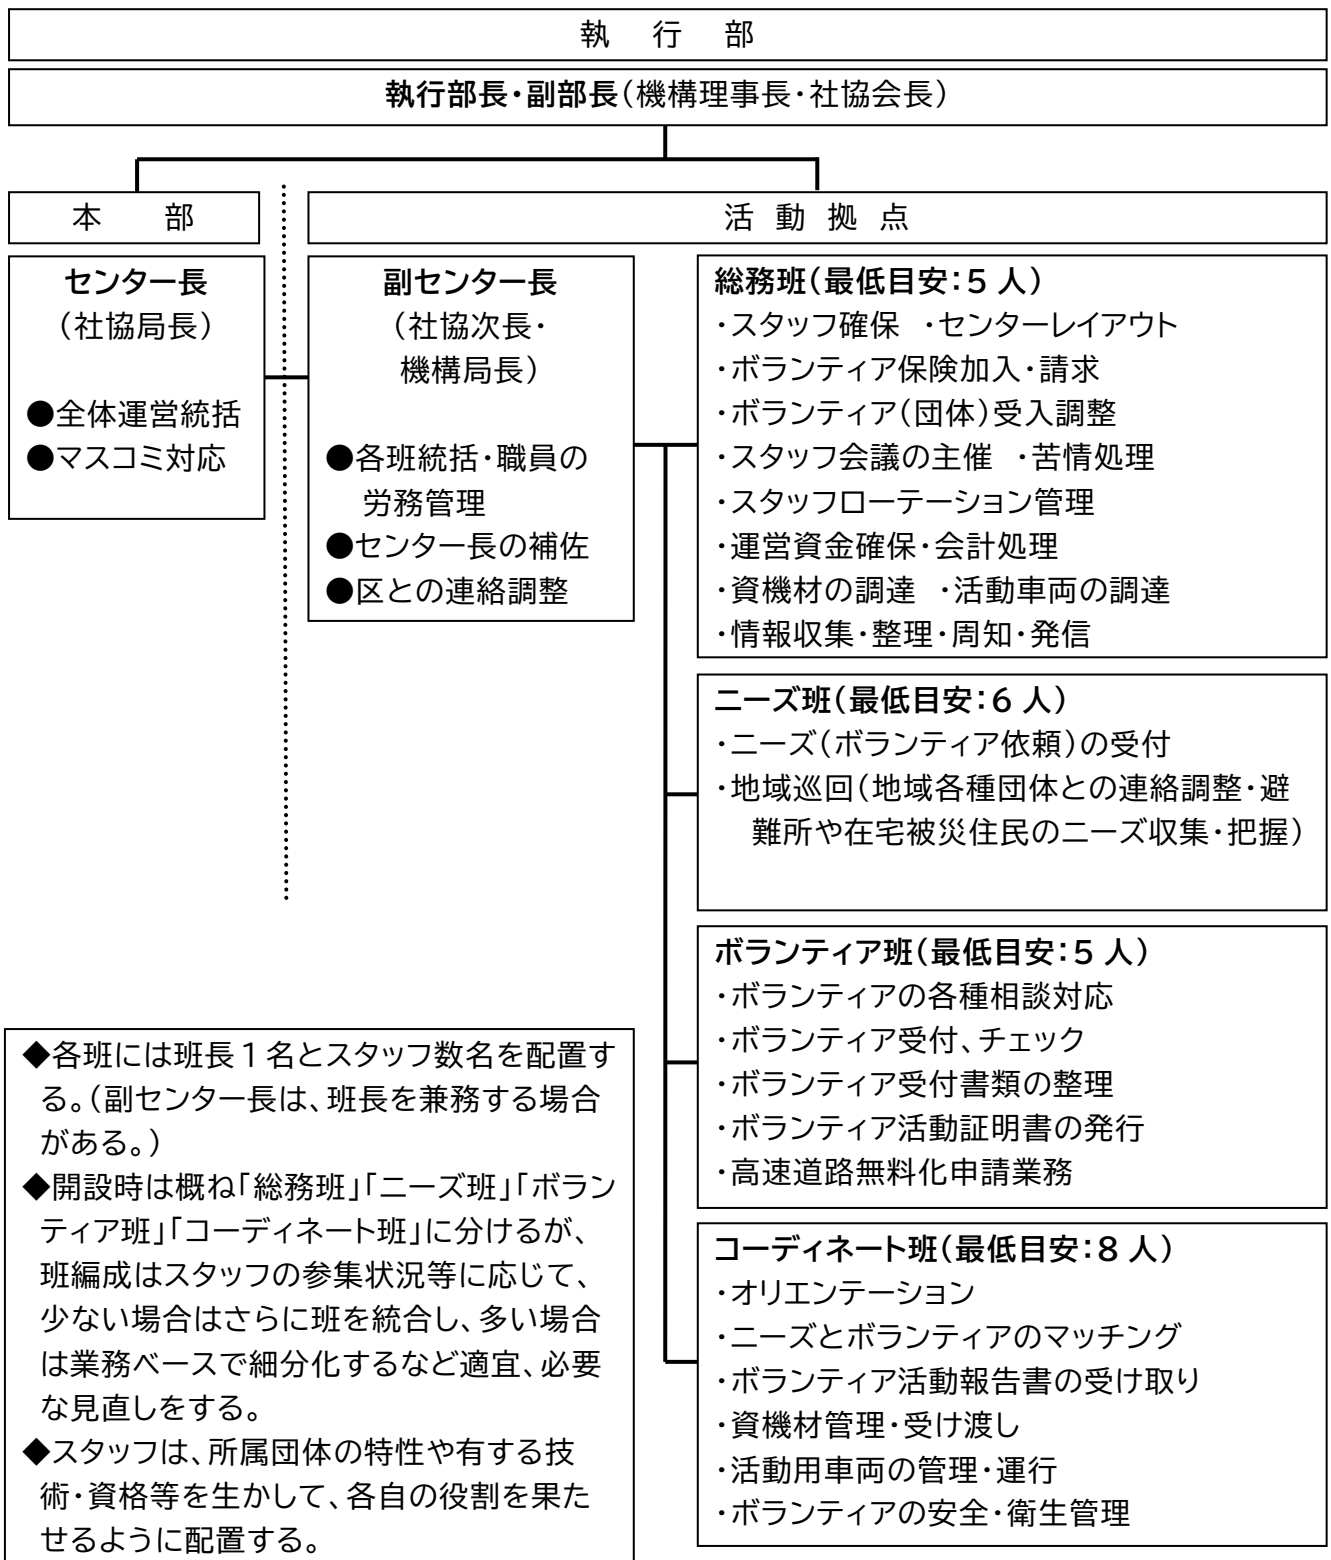 執　行　部
執行部長・副部長（機構理事長・社協会長）
本　部
活 動 拠 点
センター長
（社協局長）
●全体運営統括
●マスコミ対応
副センター長
（社協次長・
機構局長）
●各班統括・職員の
労務管理
●センター長の補佐
●区との連絡調整
総務班（最低目安：5 人）
・スタッフ確保　・センターレイアウト
・ボランティア保険加入・請求
・ボランティア（団体）受入調整
・スタッフ会議の主催　・苦情処理
・スタッフローテーション管理
・運営資金確保・会計処理
・資機材の調達　・活動車両の調達
・情報収集・整理・周知・発信
ニーズ班（最低目安：6 人）
・ニーズ（ボランティア依頼）の受付
・地域巡回（地域各種団体との連絡調整・避
難所や在宅被災住民のニーズ収集・把握）
ボランティア班（最低目安：5 人）
・ボランティアの各種相談対応
・ボランティア受付、チェック
・ボランティア受付書類の整理
・ボランティア活動証明書の発行
・高速道路無料化申請業務
コーディネート班（最低目安：8 人）
・オリエンテーション
・ニーズとボランティアのマッチング
・ボランティア活動報告書の受け取り
・資機材管理・受け渡し
・活動用車両の管理・運行
・ボランティアの安全・衛生管理
◆各班には班長 1 名とスタッフ数名を配置す
る。（副センター長は、班長を兼務する場合
がある。）
◆開設時は概ね「総務班」「ニーズ班」「ボラン
ティア班」「コーディネート班」に分けるが、
班編成はスタッフの参集状況等に応じて、
少ない場合はさらに班を統合し、多い場合
は業務ベースで細分化するなど適宜、必要
な見直しをする。
◆スタッフは、所属団体の特性や有する技
術・資格等を生かして、各自の役割を果た
せるように配置する。